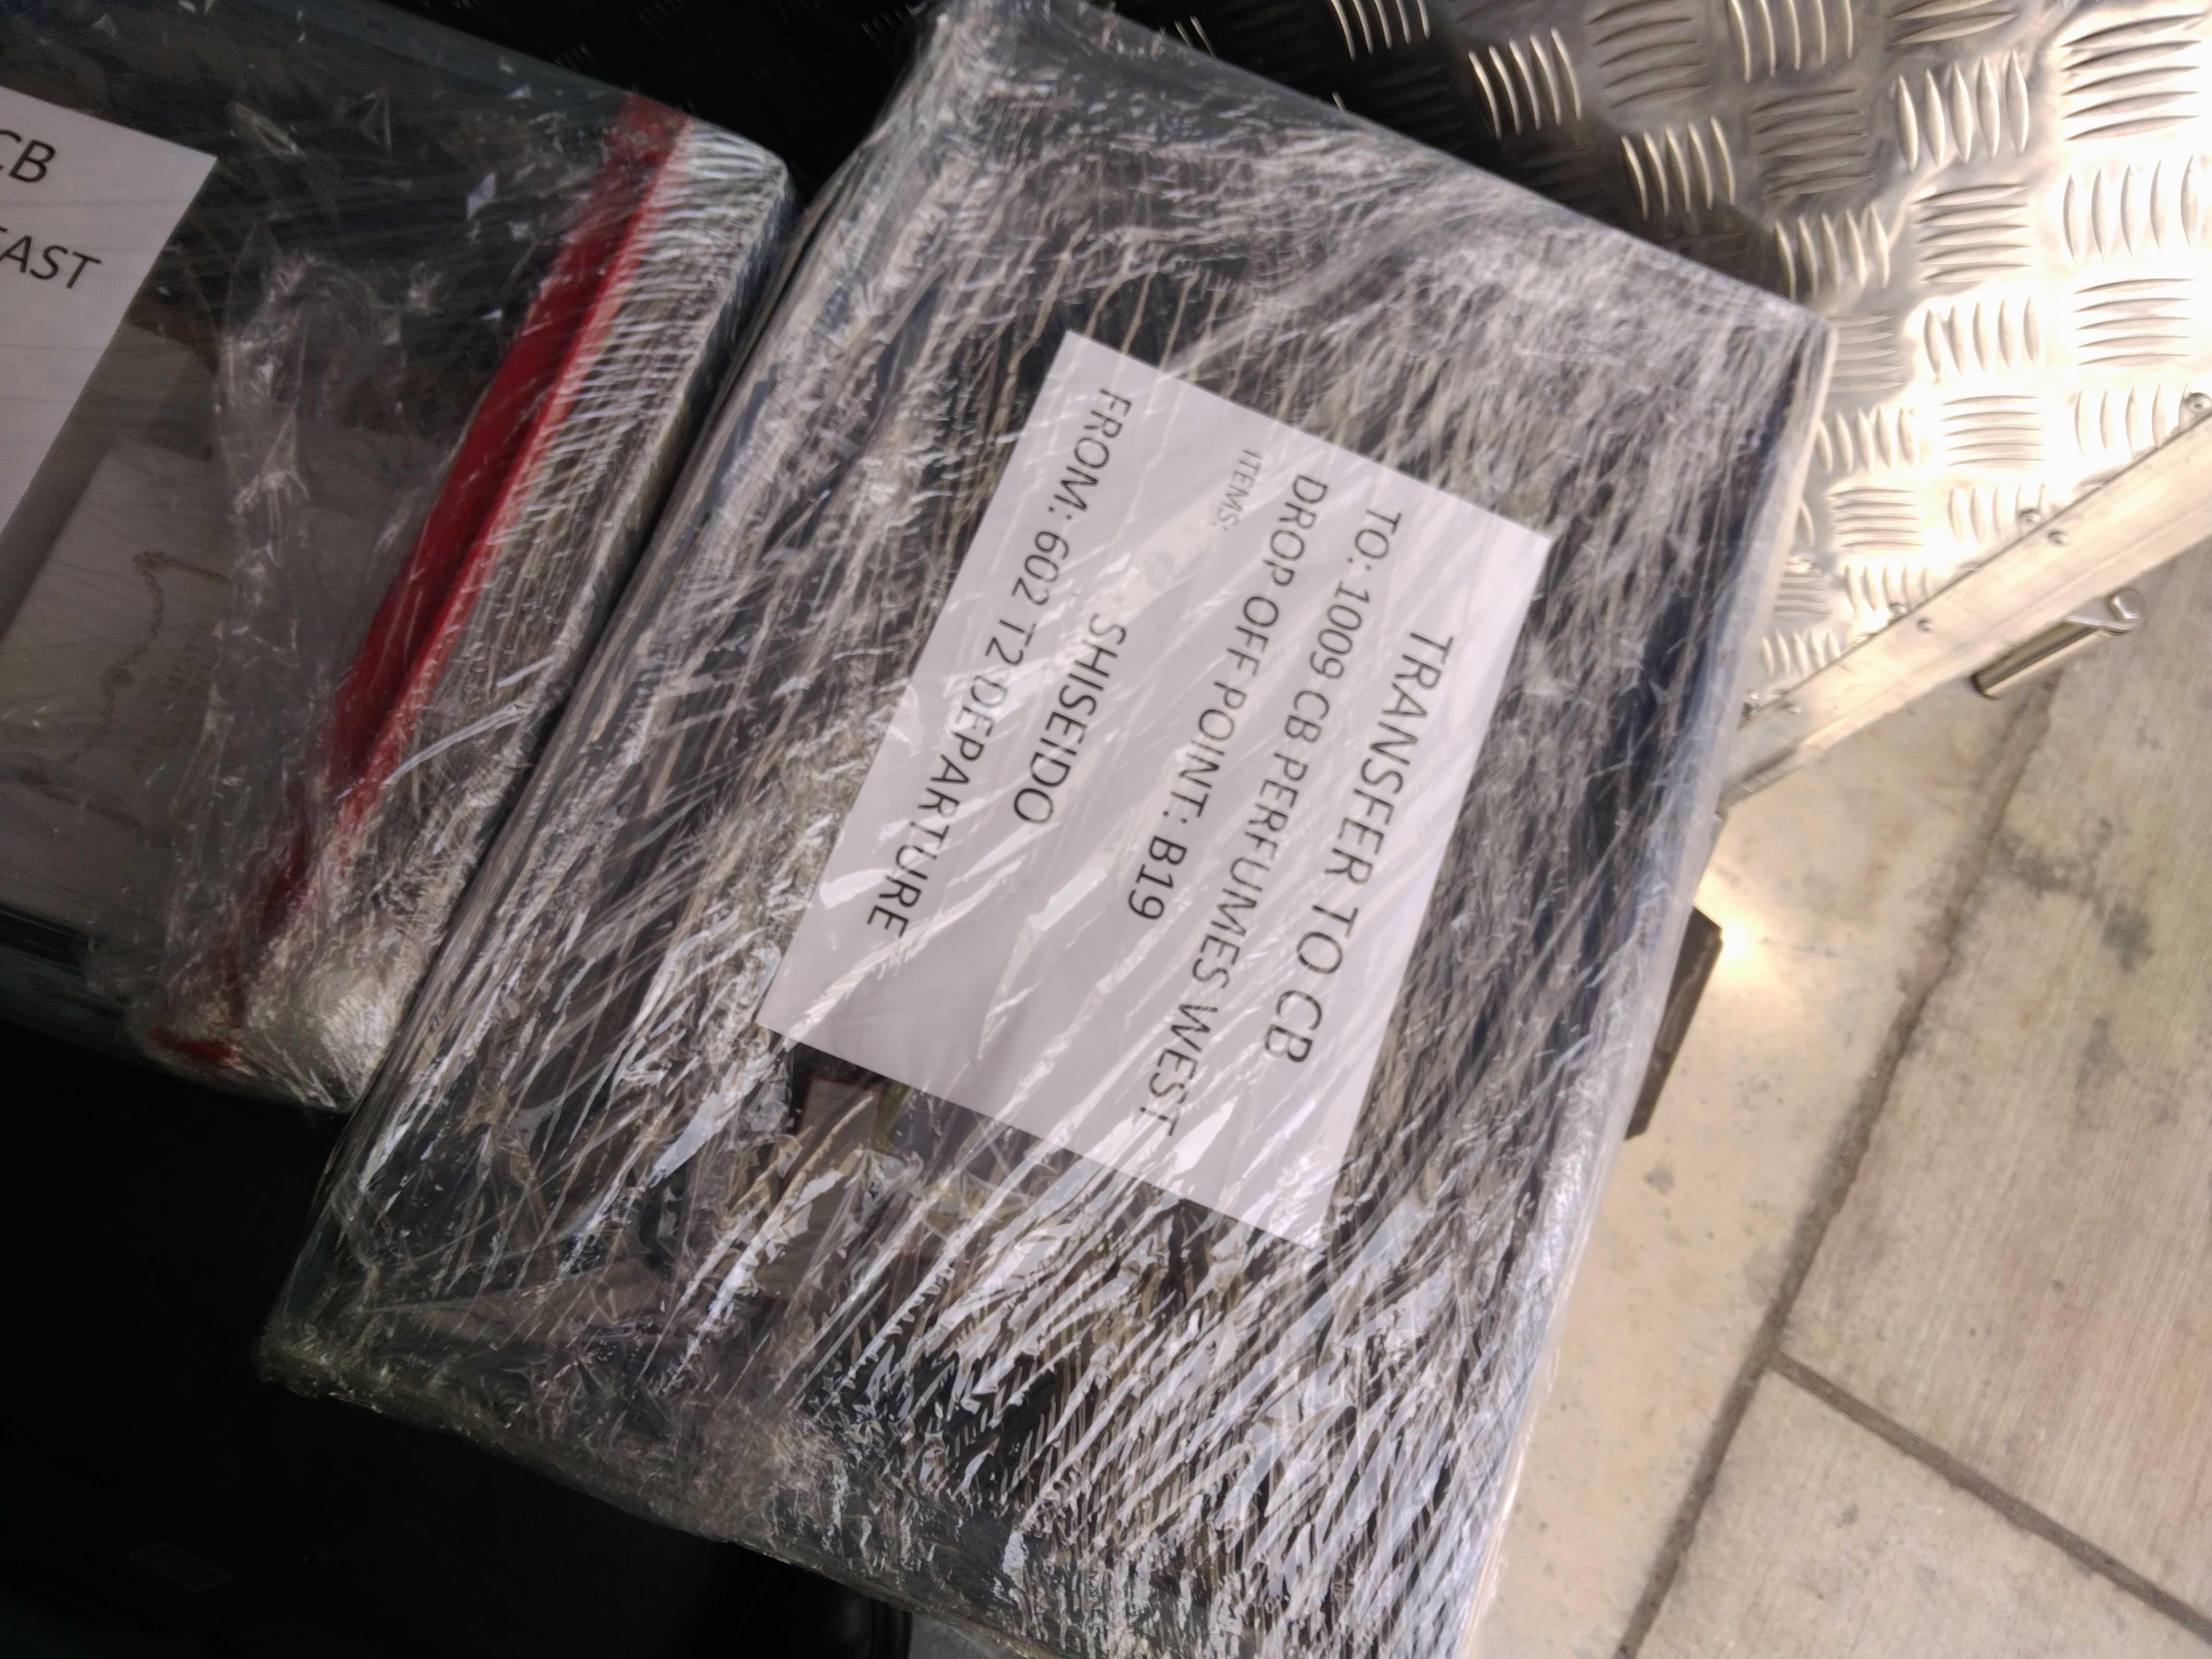 CB
EAST
TRANSFER TO CB
TO: 1009 CB PERFUMES WEST
DROP OFF POINT: B19
ITEMS:
SHISEIDO
FROM: 602 T2 DEPARTURE